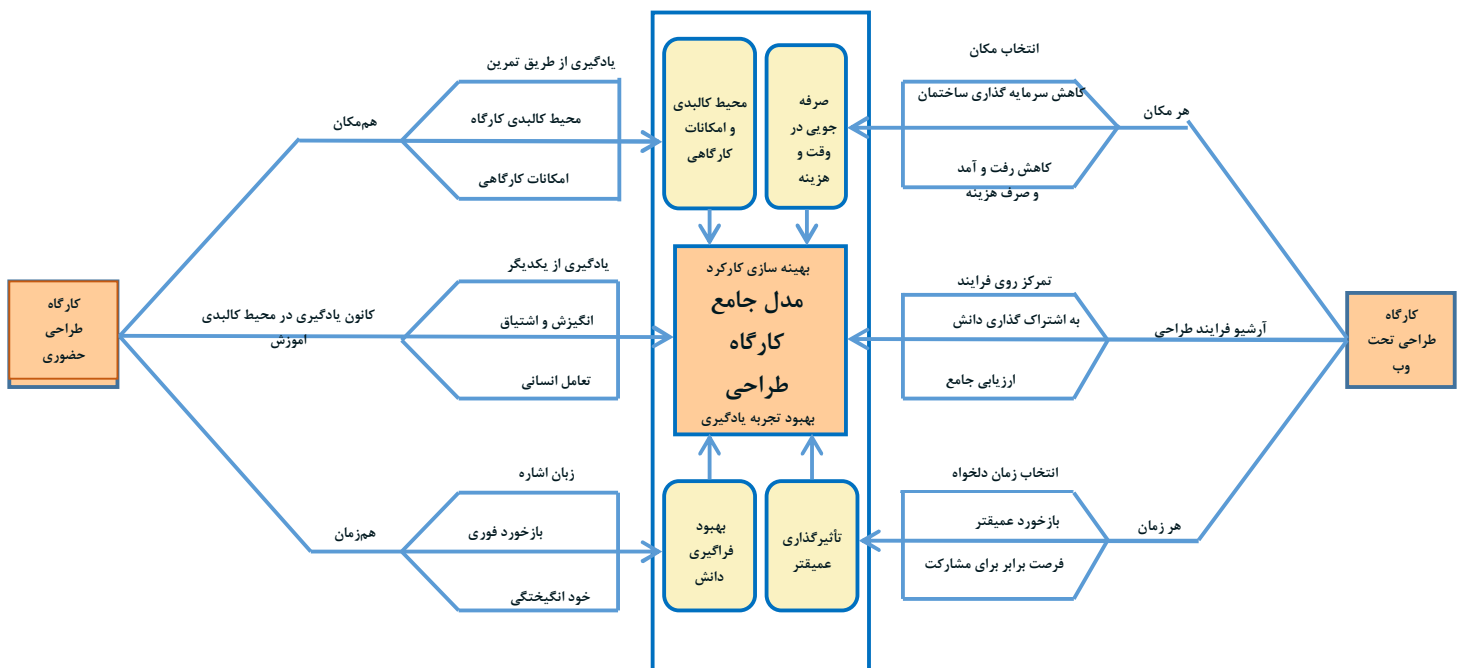 انتخاب مکان
کاهش سرمایه گذاری ساختمان
کاهش رفت و آمد
و صرف هزینه
هر مکان
تمرکز روی فرایند
به اشتراک گذاری دانش
ارزیابی جامع
آرشیو فرایند طراحی
کارگاه
طراحی تحت
وب
انتخاب زمان دلخواه
بازخورد عمیقتر
فرصت برابر برای مشارکت
هر زمان
صرفه
جویی در
وقت و
هزینه
محیط کالبدی
و امکانات
کارگاهی
بهینه سازی کارکرد
مدل جامع
کارگاه
طراحی
بهبود تجربه یادگیری
تأثیرگذاری
عمیقتر
بهبود
فراگیری
دانش
یادگیری از طریق تمرین
محیط کالبدی کارگاه
امکانات کارگاهی
هم‌مکان
یادگیری از یکدیگر
انگیزش و اشتیاق
تعامل انسانی
کانون یادگیری در محیط کالبدی
اموزش
کارگاه
طراحی
حضوری
زبان اشاره
بازخورد فوری
خود انگیختگی
هم‌زمان